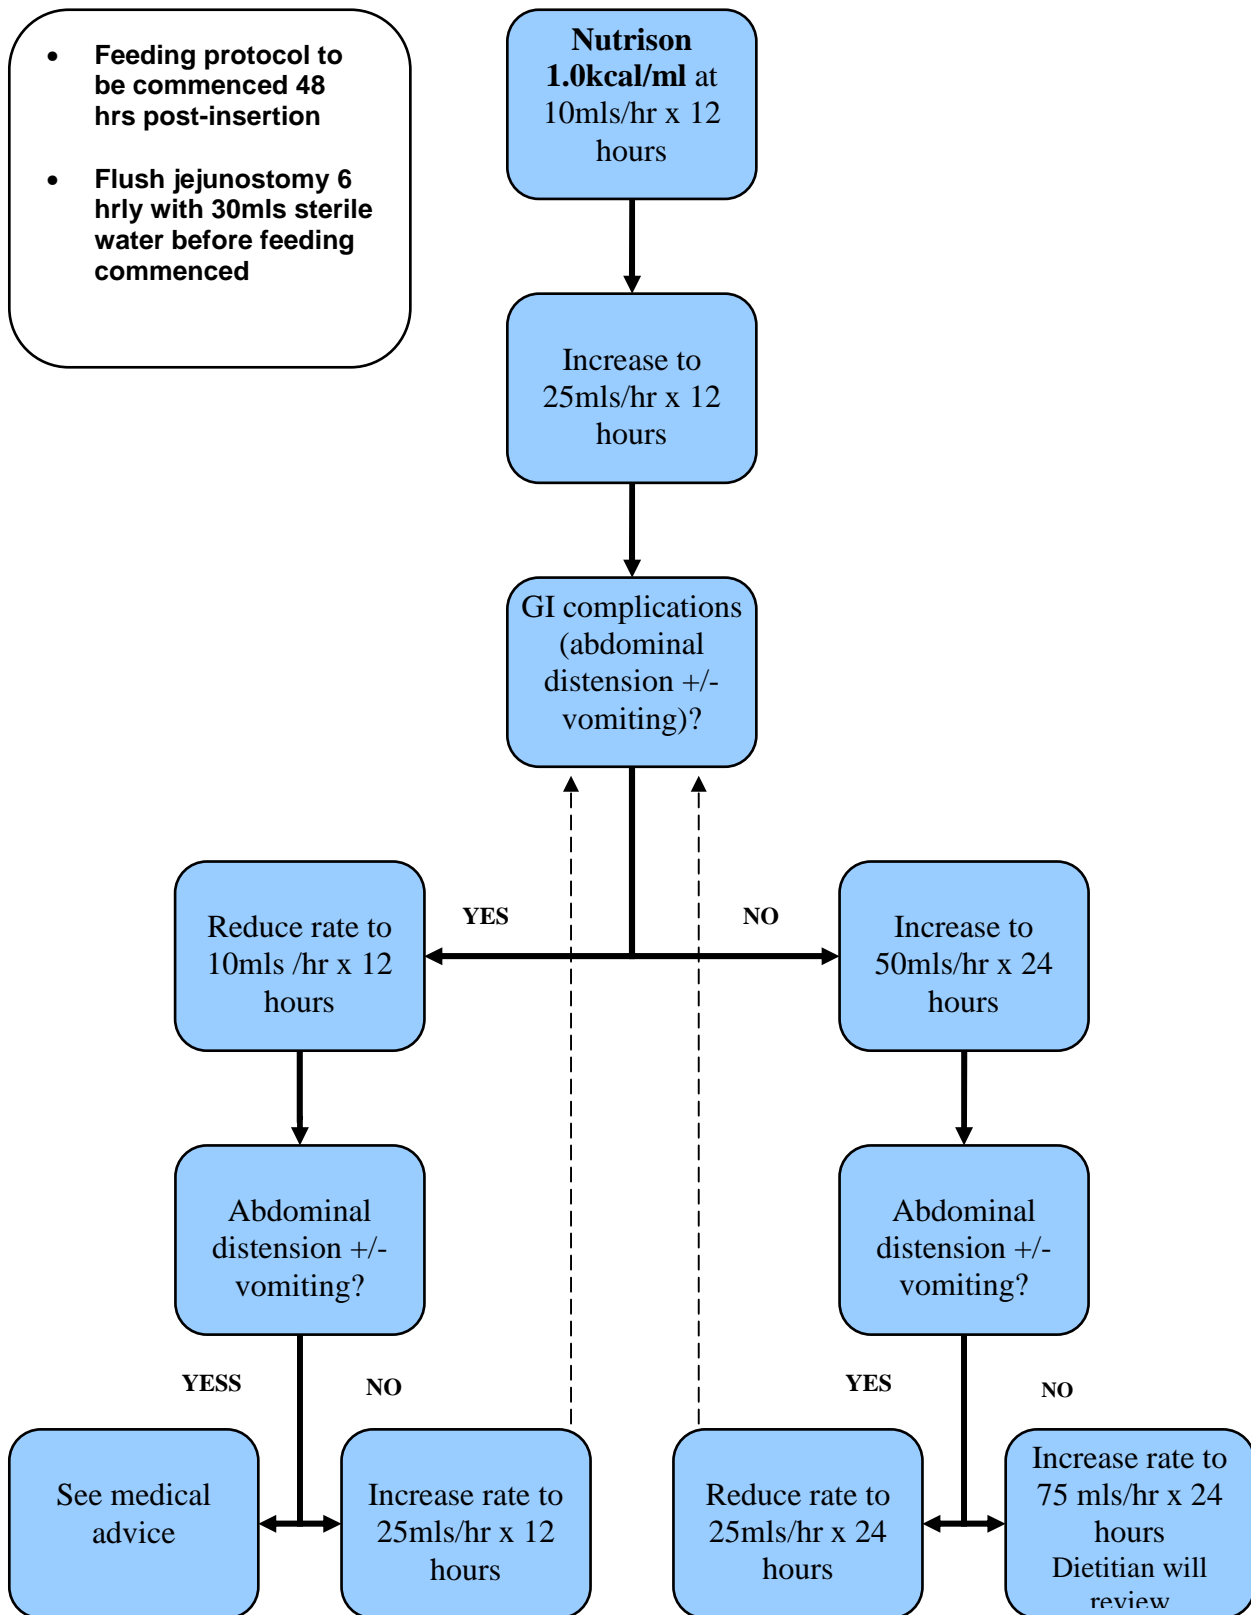 • Feeding protocol to
be commenced 48
hrs post-insertion
• Flush jejunostomy 6
hrly with 30mls sterile
water before feeding
commenced
Nutrison
1.0kcal/ml at
10mls/hr x 12
hours
Increase to
25mls/hr x 12
hours
GI complications
(abdominal
distension +/-
vomiting)?
YES
NO
Reduce rate to
10mls /hr x 12
hours
Increase to
50mls/hr x 24
hours
Abdominal
distension +/-
vomiting?
Abdominal
distension +/-
vomiting?
YESS
NO
YES
NO
See medical
advice
Increase rate to
25mls/hr x 12
hours
Reduce rate to
25mls/hr x 24
hours
Increase rate to
75 mls/hr x 24
hours
Dietitian will
review